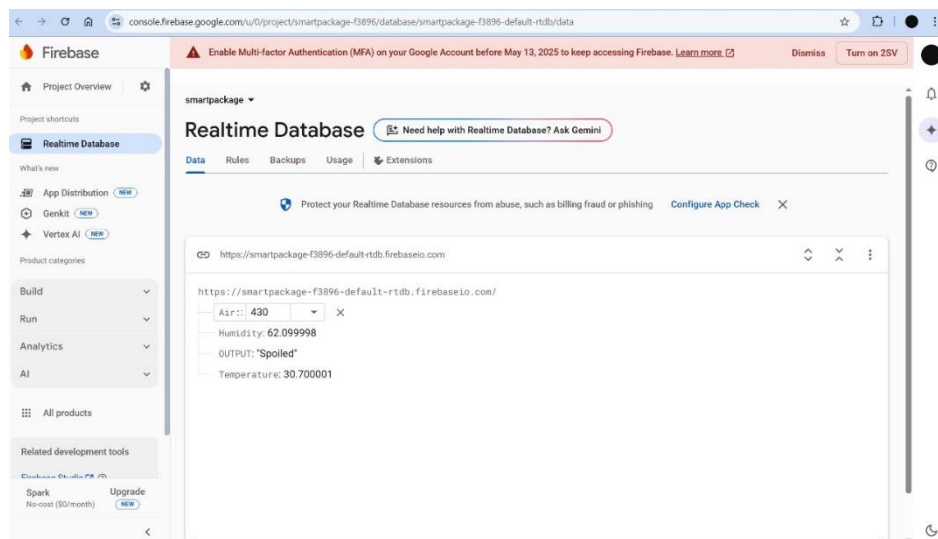 console.firebase.google.com/u/0/project/smartpackage-f3896/database/smartpackage-f3896-default-rtdb/data
Firebase
Enable Multi-factor Authentication (MFA) on your Google Account before May 13, 2025 to keep accessing Firebase. Learn more
Dismiss
Turn on 2SV
Project Overview
Project shortcuts
Realtime Database
What's new
App Distribution NEW
Genkit NEW
Vertex AI NEW
Product categories
Build
Run
Analytics
AI
All products
Related development tools
Firebase Studio
Spark
No-cost ($0/month)
Upgrade
NEW
smartpackage
Realtime Database
Need help with Realtime Database? Ask Gemini
Data Rules Backups Usage Extensions
Protect your Realtime Database resources from abuse, such as billing fraud or phishing Configure App Check
https://smartpackage-f3896-default-rtdb.firebaseio.com
https://smartpackage-f3896-default-rtdb.firebaseio.com/
Air:: 430
Humidity: 62.099998
OUTPUT: "Spoiled"
Temperature: 30.700001